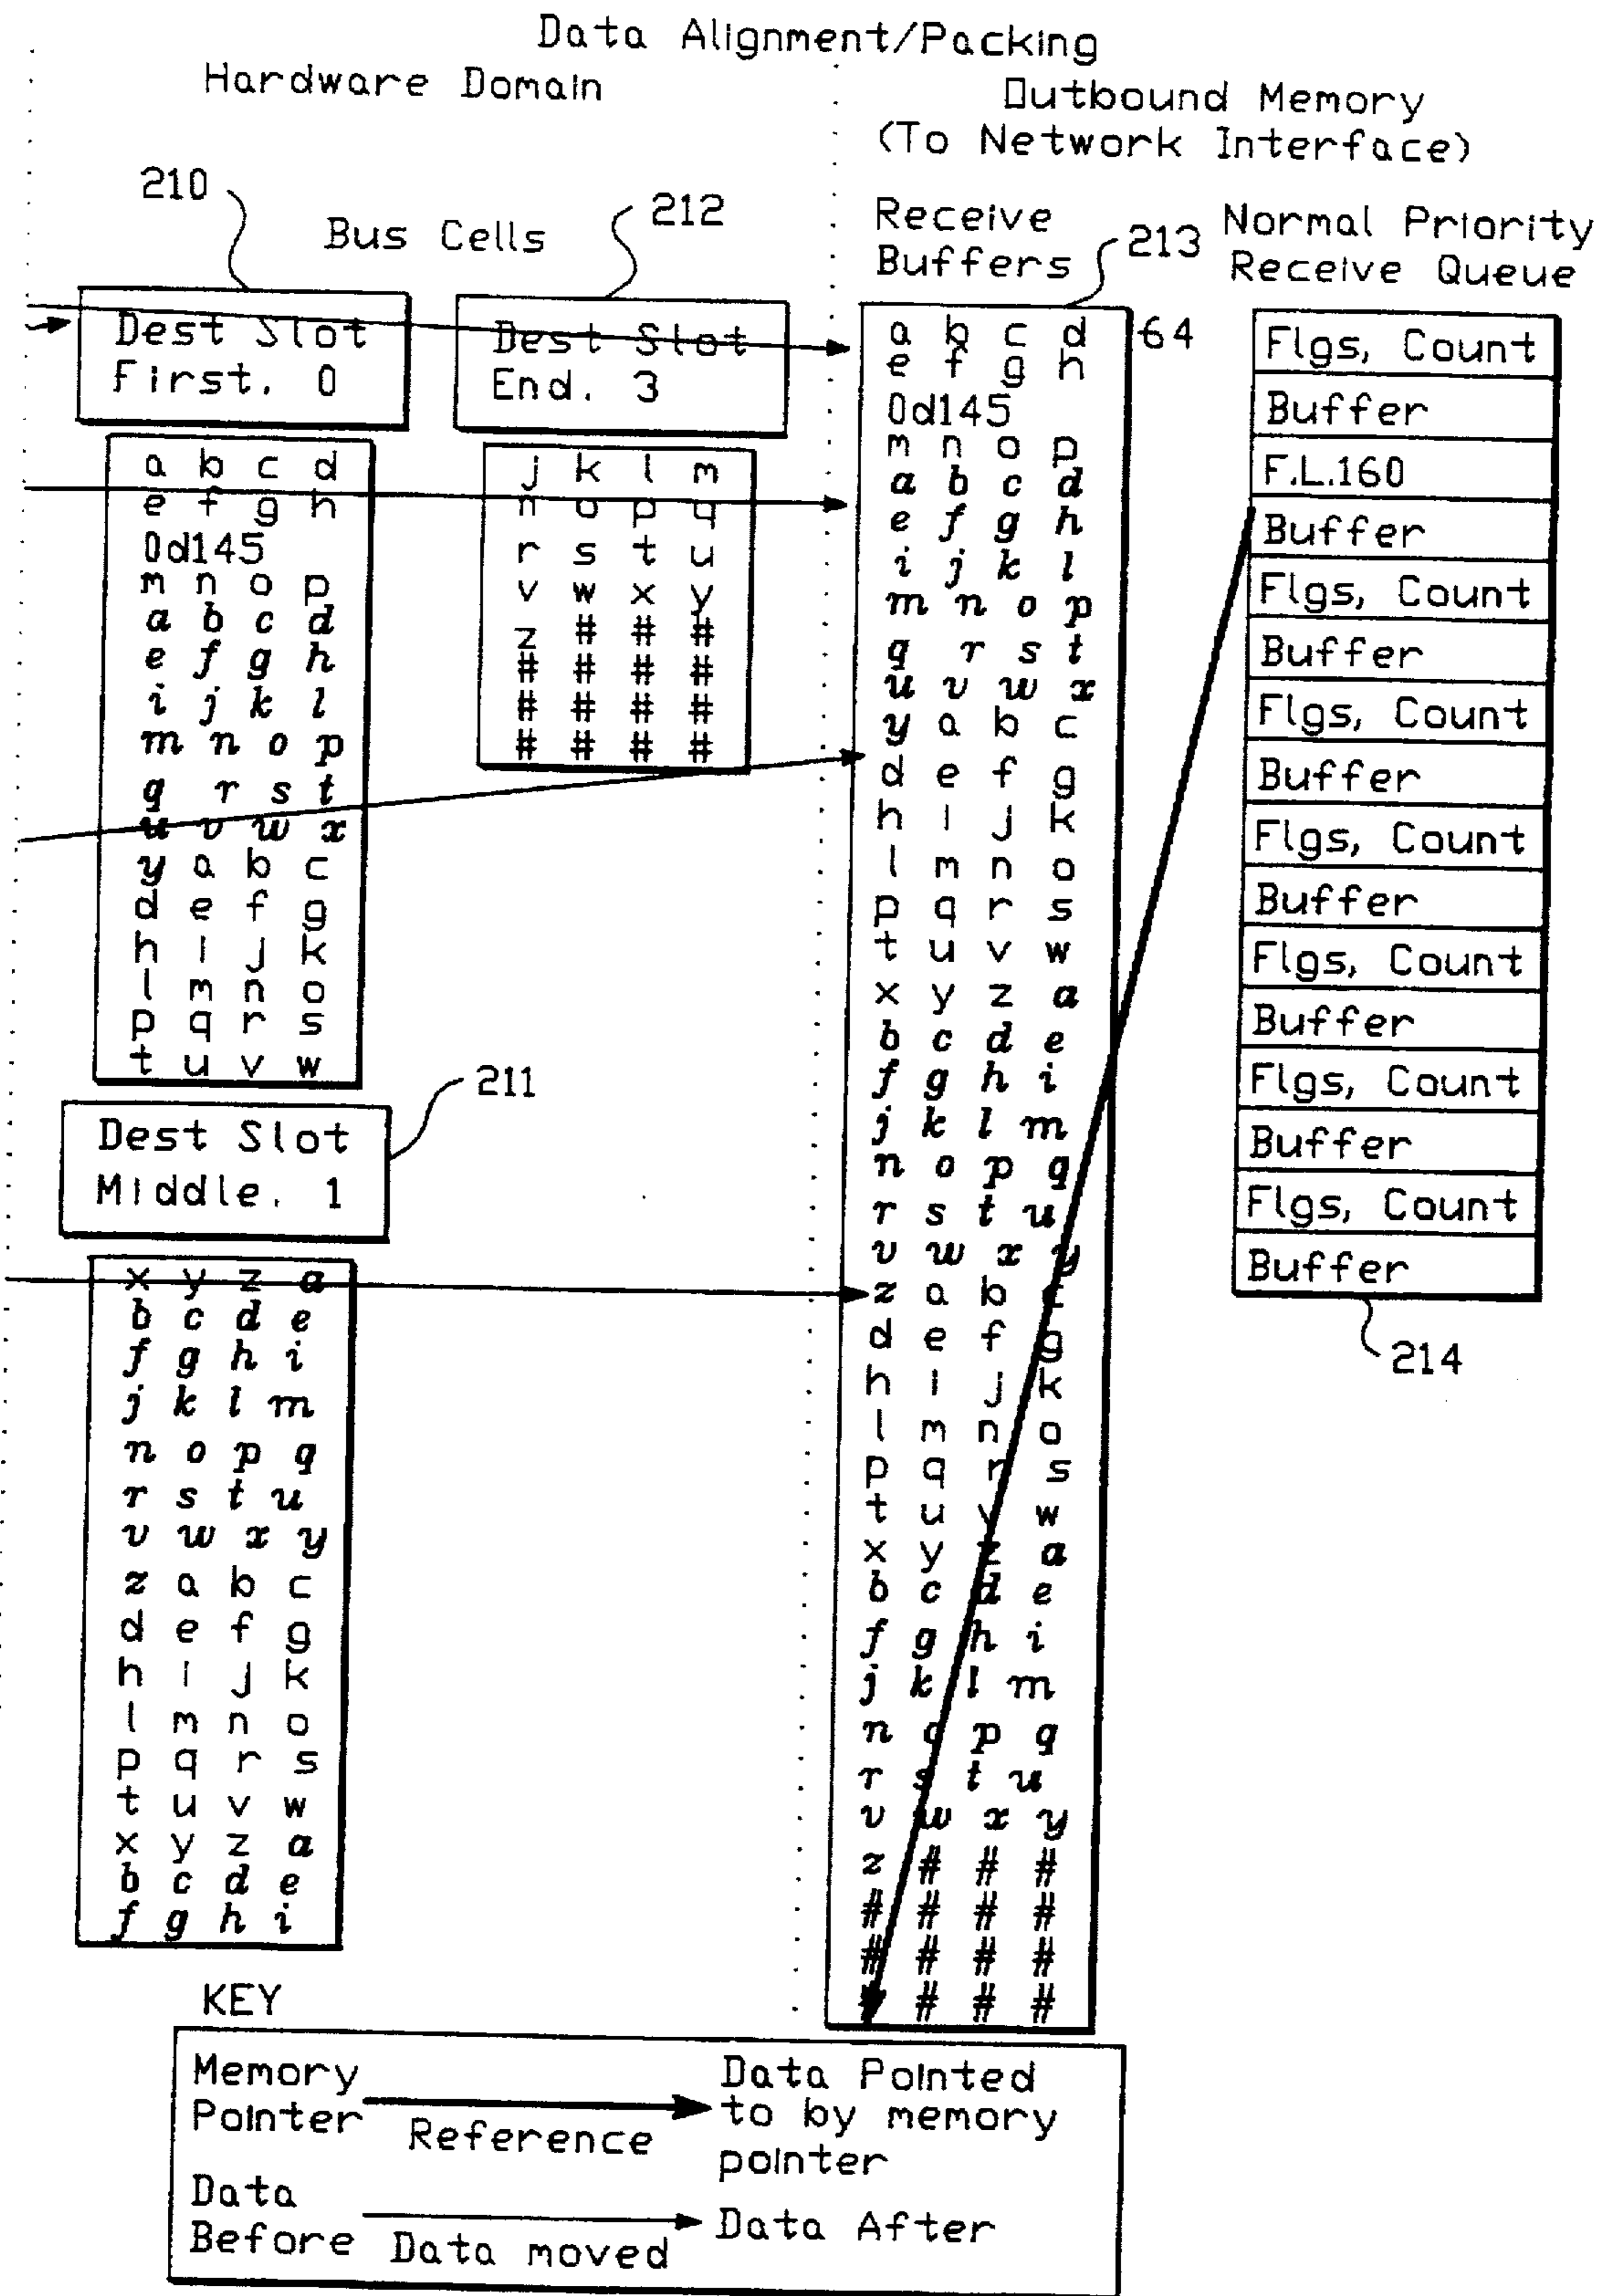 Data Alignment/Packing
Hardware Domain
Outbound Memory
(To Network Interface)
210
Bus Cells
212
Receive
Buffers
213
Normal Priority
Receive Queue
Dest Slot
First. 0
a b c d
e f g h
0d145
m n o p
a b c d
e f g h
i j k l
m n o p
q r s t
u v w x
y a b c
d e f g
h i j k
l m n o
p q r s
t u v w
Dest Slot
End. 3
j k l m
n o p q
r s t u
v w x y
z # # #
# # # #
# # # #
# # # #
211
Dest Slot
Middle. 1
x y z a
b c d e
f g h i
j k l m
n o p q
r s t u
v w x y
z a b c
d e f g
h i j k
l m n o
p q r s
t u v w
x y z a
b c d e
f g h i
64
a b c d
e f g h
0d145
m n o p
a b c d
e f g h
i j k l
m n o p
q r s t
u v w x
y a b c
d e f g
h i j k
l m n o
p q r s
t u v w
x y z a
b c d e
f g h i
j k l m
n o p q
r s t u
v w x y
z a b c
d e f g
h i j k
l m n o
p q r s
t u v w
x y z a
b c d e
f g h i
j k l m
n o p q
r s t u
v w x y
z # # #
# # # #
# # # #
# # # #
Flgs, Count
Buffer
F.L.160
Buffer
Flgs, Count
Buffer
Flgs, Count
Buffer
Flgs, Count
Buffer
Flgs, Count
Buffer
Flgs, Count
Buffer
Flgs, Count
Buffer
214
KEY
Memory
Pointer
Reference
Data Pointed
to by memory
pointer
Data
Before
Data moved
Data After